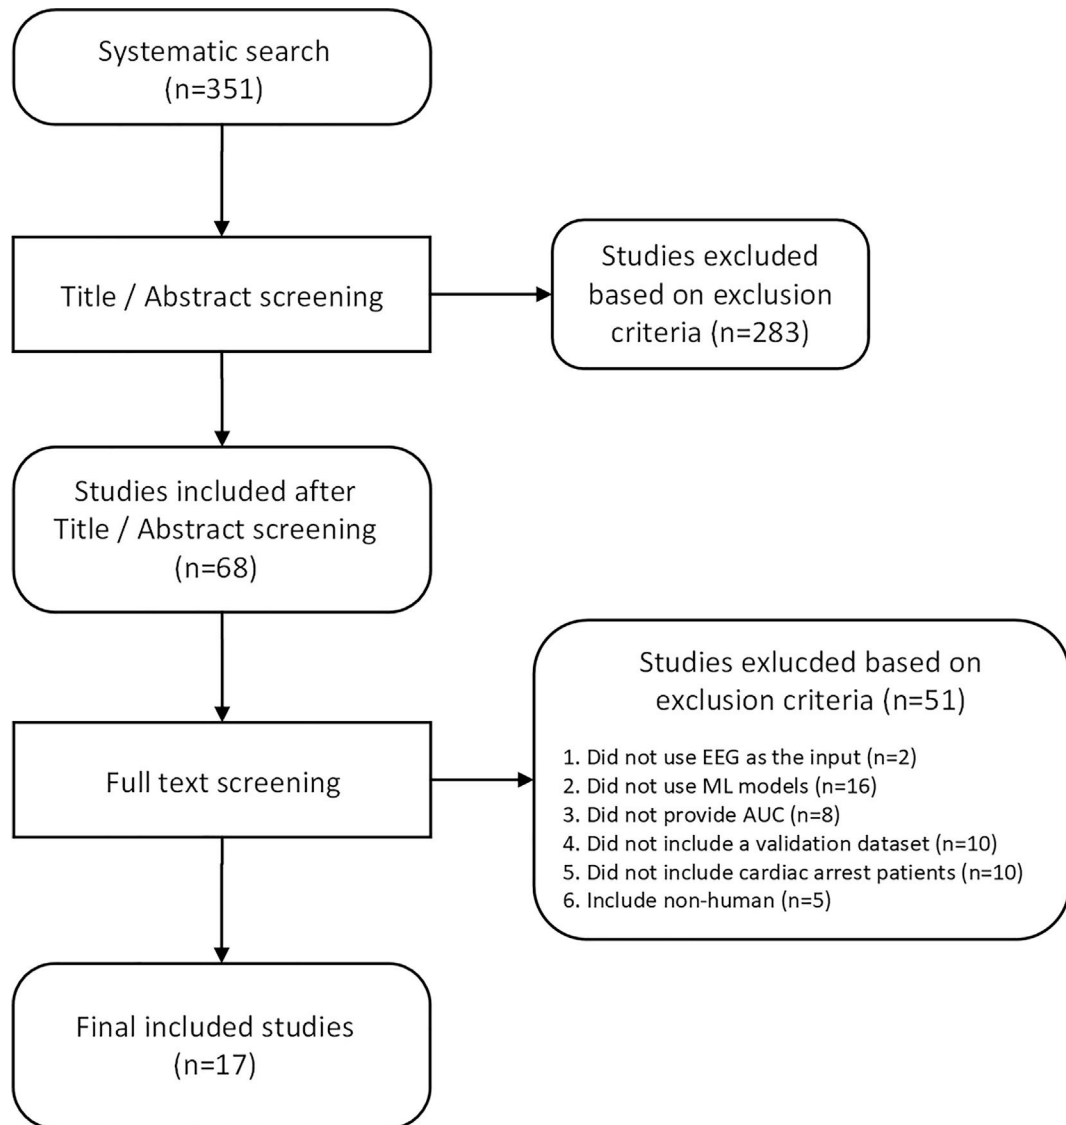 Systematic search
(n=351)
Title / Abstract screening
Studies excluded
based on exclusion
criteria (n=283)
Studies included after
Title / Abstract screening
(n=68)
Full text screening
Studies exlucded based on
exclusion criteria (n=51)
1. Did not use EEG as the input (n=2)
2. Did not use ML models (n=16)
3. Did not provide AUC (n=8)
4. Did not include a validation dataset (n=10)
5. Did not include cardiac arrest patients (n=10)
6. Include non-human (n=5)
Final included studies
(n=17)